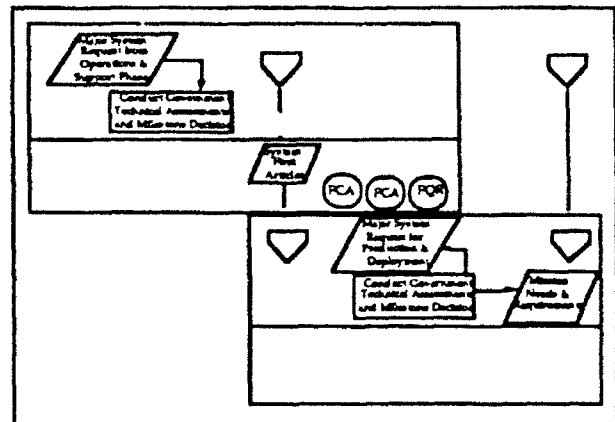 Major System
Request from
Operations &
Support Phase
Conduct Government
Technical Assessment
and Milestone Decision
System
First
Articles
PCA
PCA
PQR
Major System
Request for
Production &
Deployment
Conduct Government
Technical Assessment
and Milestone Decision
Mission
Needs &
Requirements